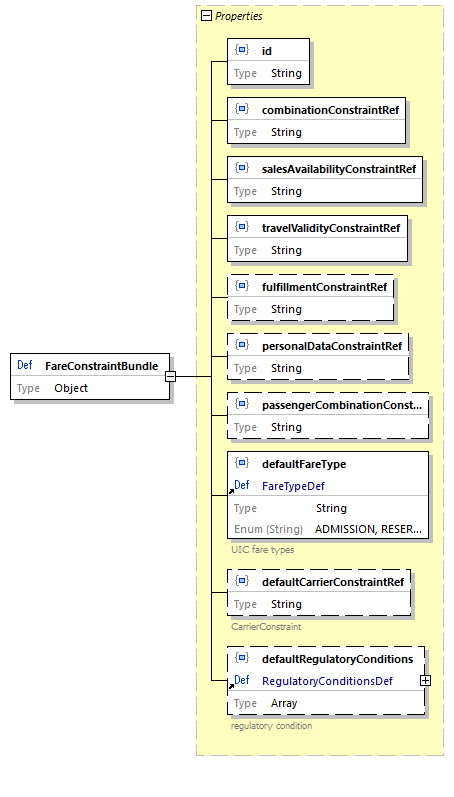 Properties
id
Type String
combinationConstraintRef
Type String
salesAvailabilityConstraintRef
Type String
travelValidityConstraintRef
Type String
fulfillmentConstraintRef
Type String
personalDataConstraintRef
Type String
Def FareConstraintBundle
Type Object
passengerCombinationConst...
Type String
defaultFareType
Def FareTypeDef
Type String
Enum (String) ADMISSION, RESER...
UIC fare types
defaultCarrierConstraintRef
Type String
CarrierConstraint
defaultRegulatoryConditions
Def RegulatoryConditionsDef
Type Array
regulatory condition